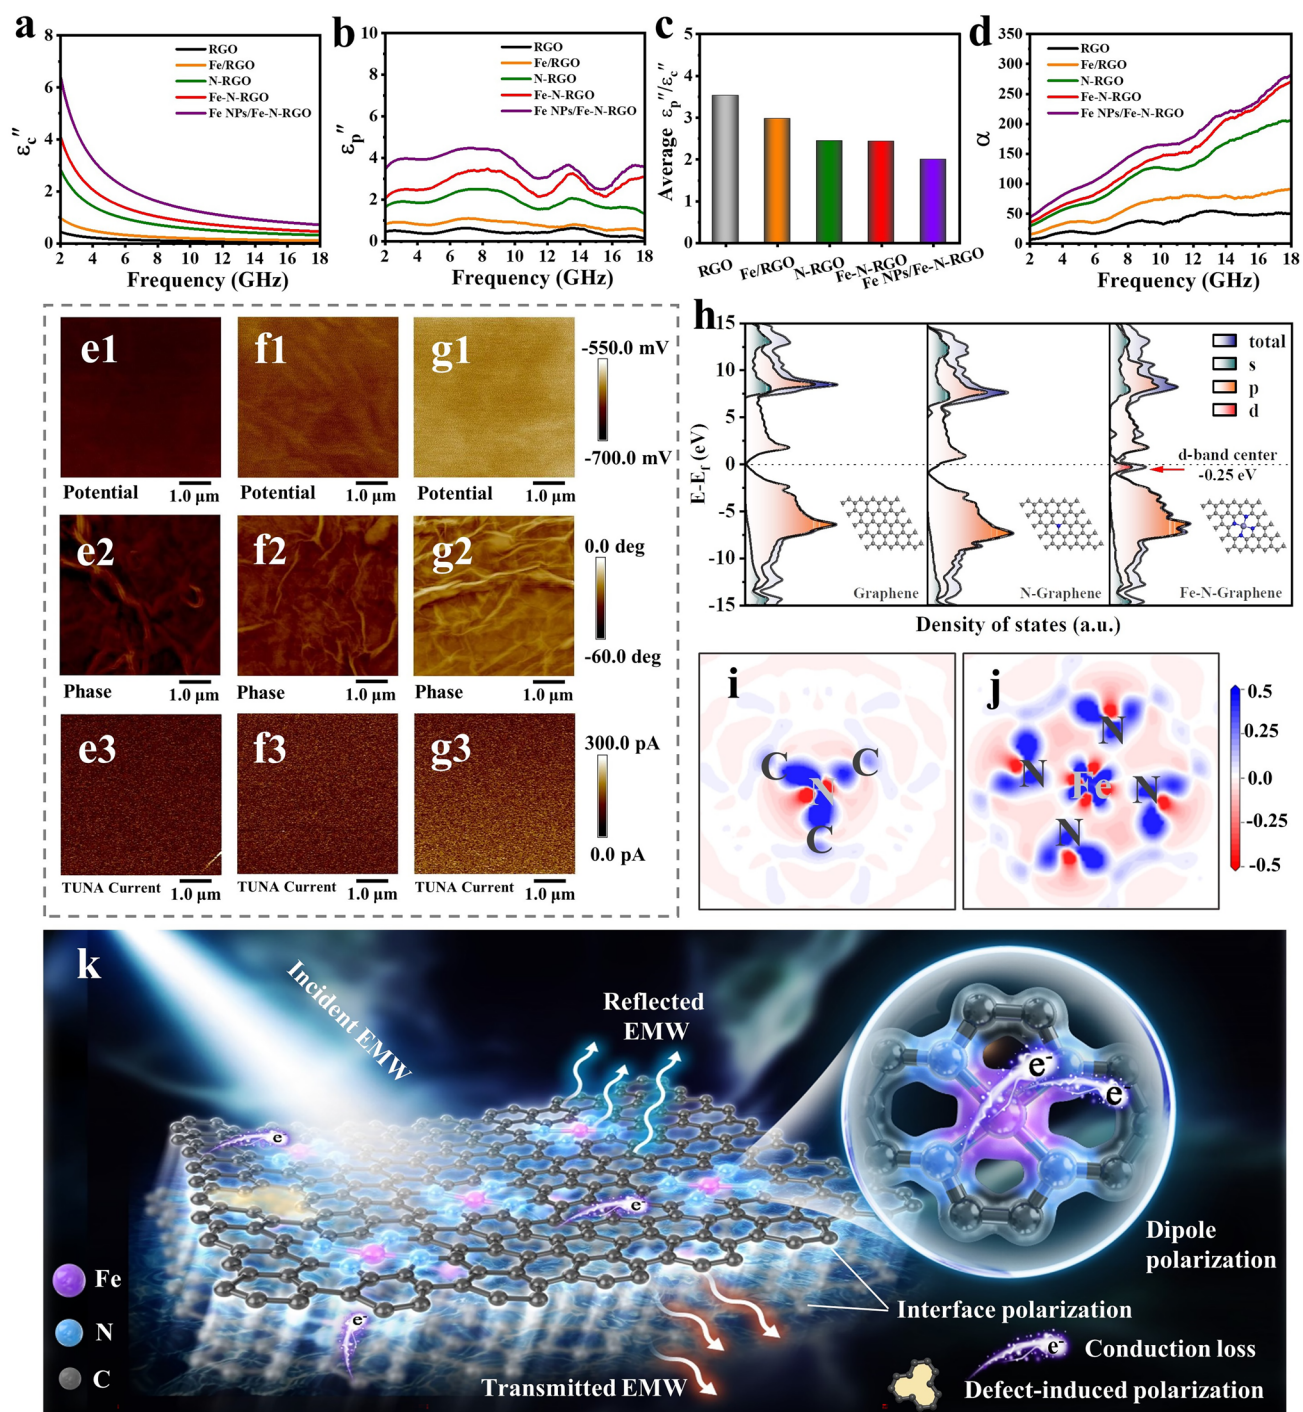 a
8
6
4
2
0
εc″
RGO
Fe/RGO
N-RGO
Fe-N-RGO
Fe NPs/Fe-N-RGO
2 4 6 8 10 12 14 16 18
Frequency (GHz)
b
10
8
6
4
2
0
εp″
RGO
Fe/RGO
N-RGO
Fe-N-RGO
Fe NPs/Fe-N-RGO
2 4 6 8 10 12 14 16 18
Frequency (GHz)
c
5
4
3
2
1
0
Average εp″/εc″
RGO
Fe/RGO
N-RGO
Fe-N-RGO
Fe NPs/Fe-N-RGO
d
350
300
250
200
150
100
50
0
α
RGO
Fe/RGO
N-RGO
Fe-N-RGO
Fe NPs/Fe-N-RGO
2 4 6 8 10 12 14 16 18
Frequency (GHz)
e1
Potential 1.0 μm
f1
1.0 μm
g1
1.0 μm
-550.0 mV
-700.0 mV
e2
Phase 1.0 μm
f2
Phase 1.0 μm
g2
Phase 1.0 μm
0.0 deg
-60.0 deg
e3
TUNA Current 1.0 μm
f3
TUNA Current 1.0 μm
g3
TUNA Current 1.0 μm
300.0 pA
0.0 pA
Potential
Potential
h
15
10
5
0
-5
-10
-15
E-Ef (eV)
total
s
p
d
d-band center
-0.25 eV
Graphene
N-Graphene
Fe-N-Graphene
Density of states (a.u.)
i
C
C
N
C
j
N
N
Fe
N
N
0.5
0.25
0.0
-0.25
-0.5
k
Incident EMW
Reflected
EMW
e-
e-
e-
e-
e-
Dipole
polarization
Fe
N
C
Interface polarization
e-
Conduction loss
Transmitted EMW
Defect-induced polarization